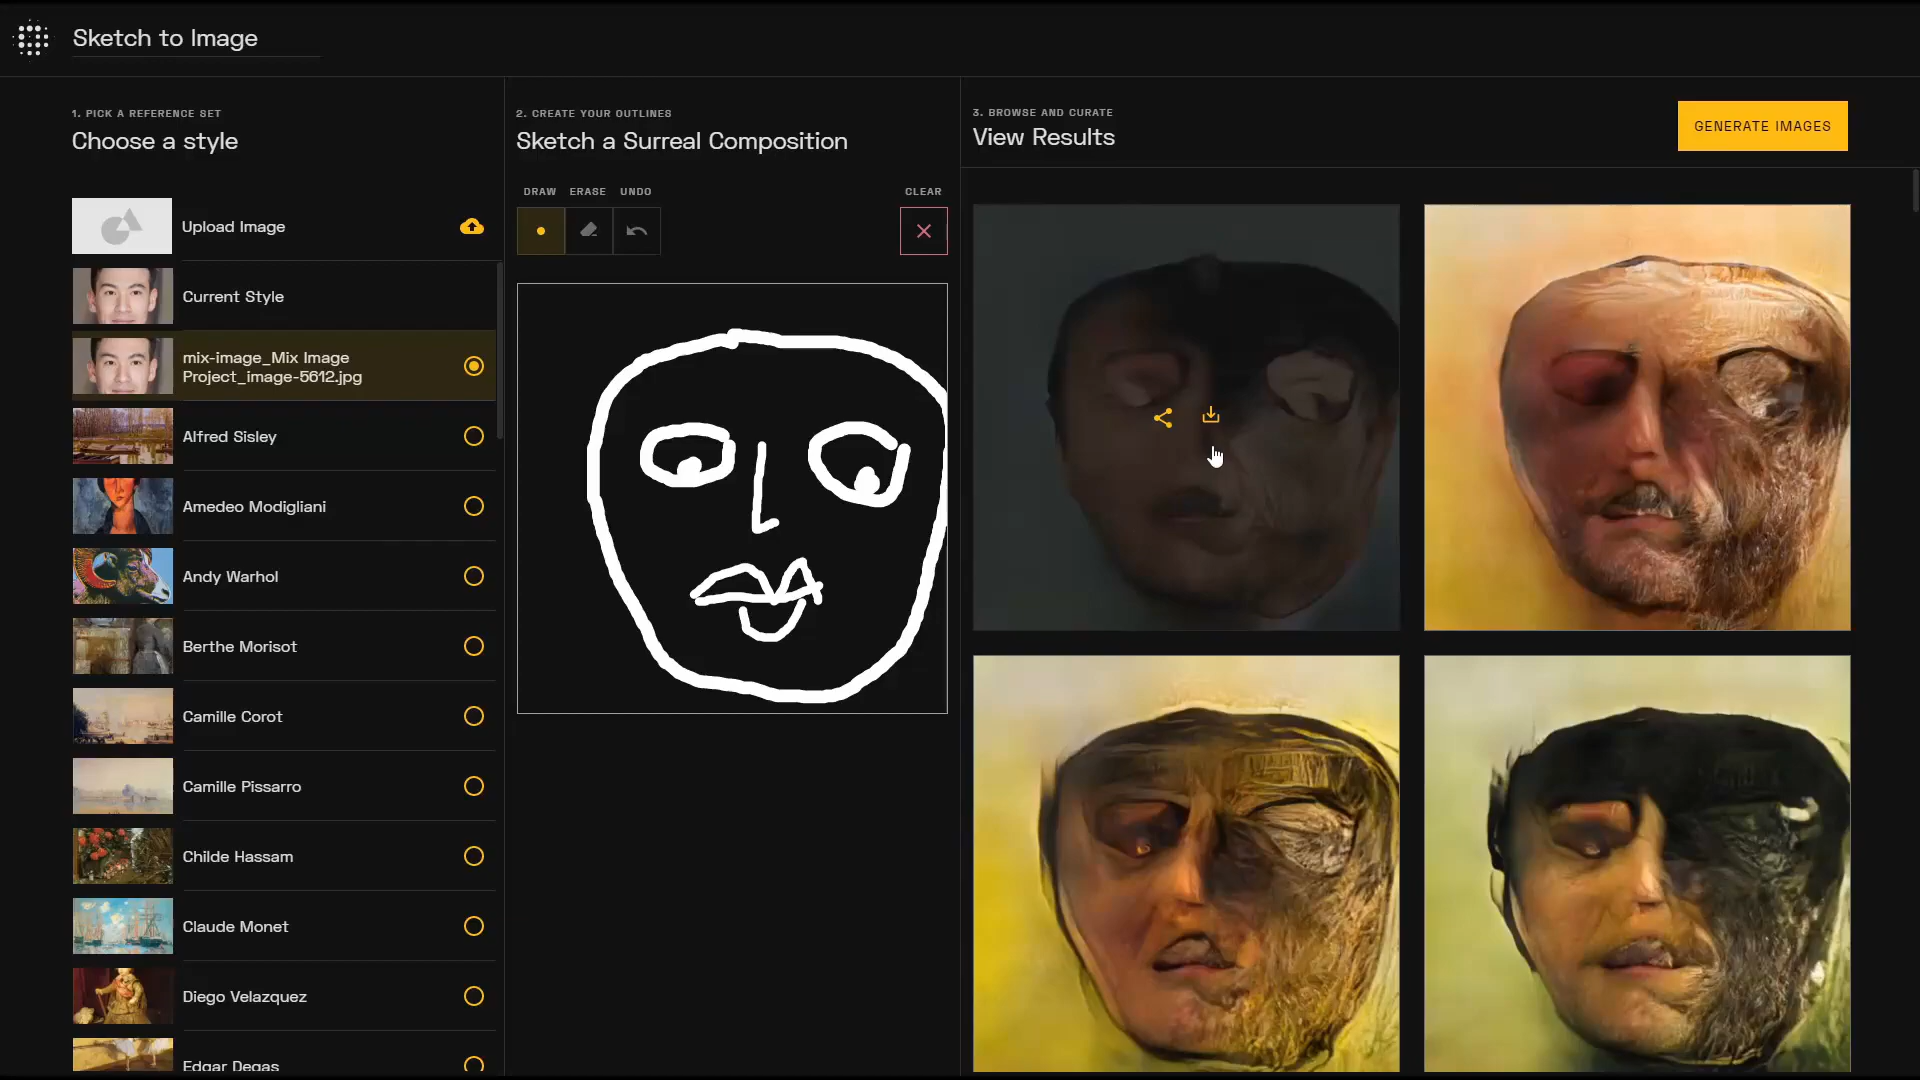 Sketch to Image
1. PICK A REFERENCE SET
Choose a style
Upload Image
Current Style
mix-image_Mix Image
Project_image-5612.jpg
Alfred Sisley
Amedeo Modigliani
Andy Warhol
Berthe Morisot
Camille Corot
Camille Pissarro
Childe Hassam
Claude Monet
Diego Velazquez
Edgar Degas
2. CREATE YOUR OUTLINES
Sketch a Surreal Composition
DRAW ERASE UNDO CLEAR
3. BROWSE AND CURATE
View Results
GENERATE IMAGES